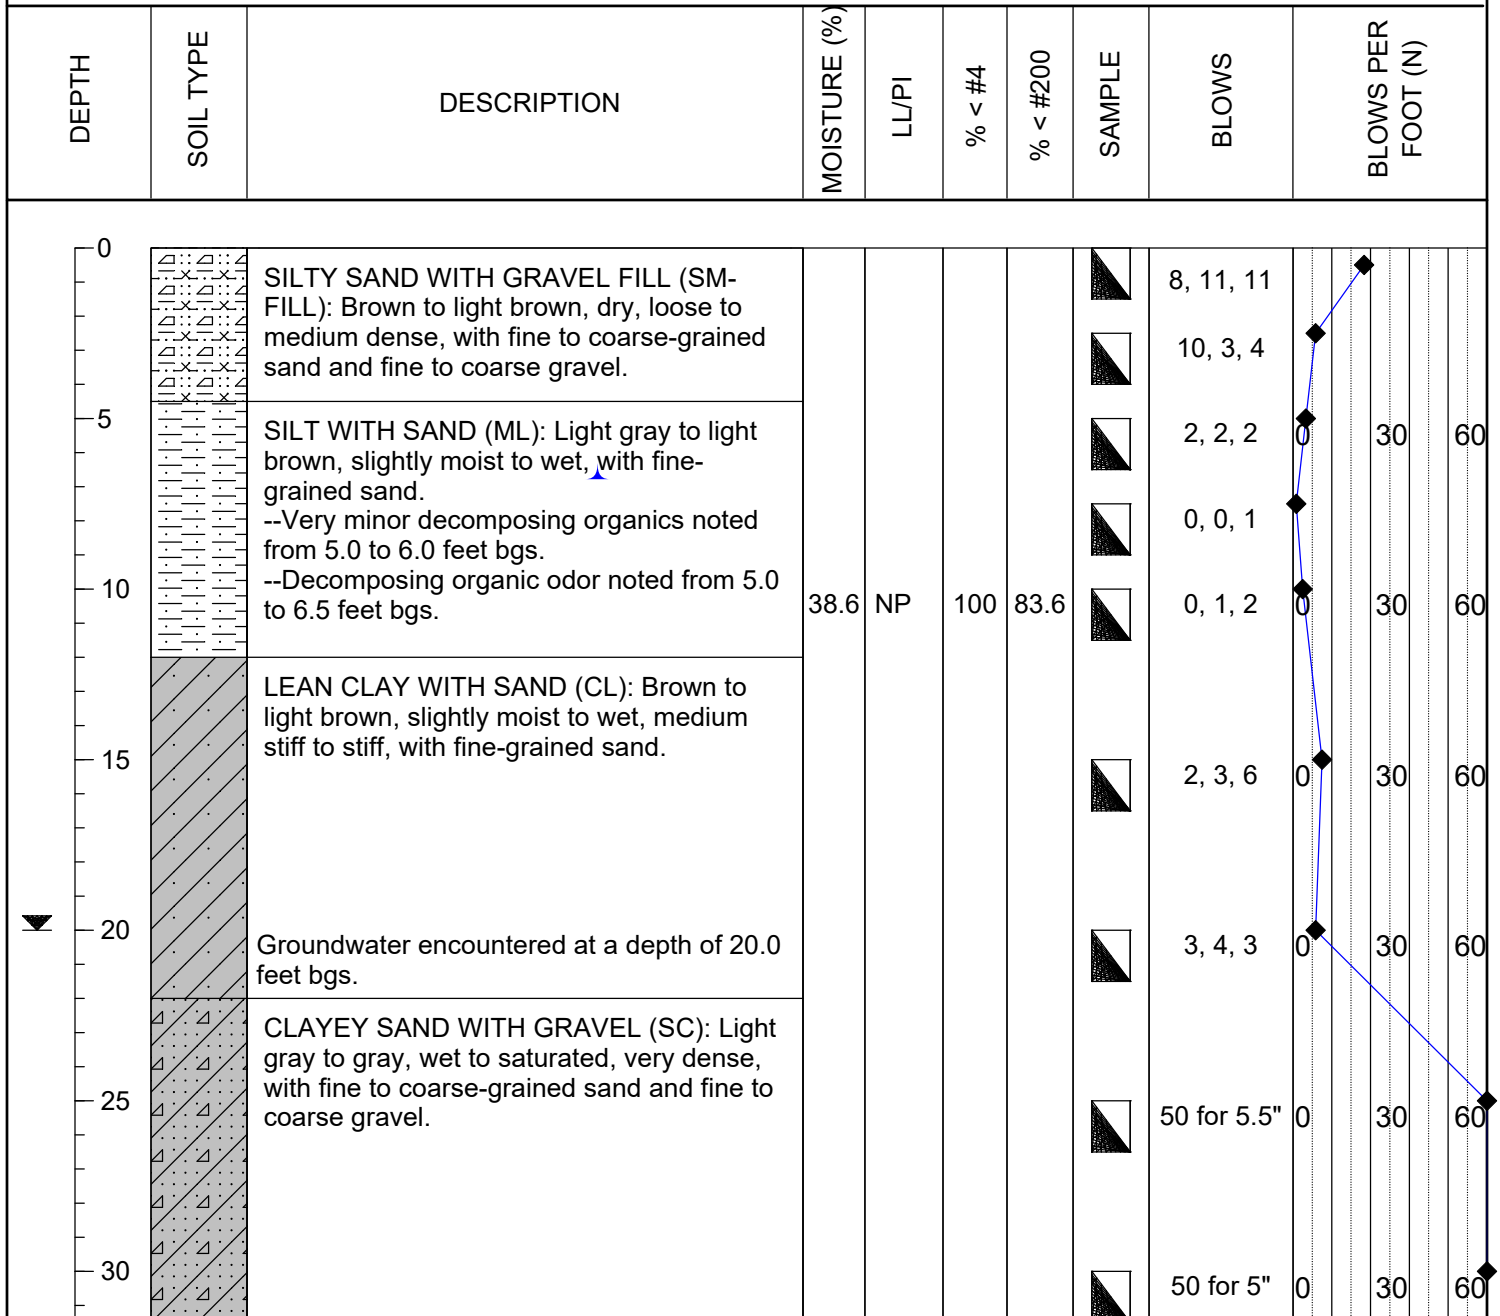 DEPTH
SOIL TYPE
DESCRIPTION
MOISTURE (%)
LL/PI
% < #4
% < #200
SAMPLE
BLOWS
BLOWS PER
FOOT (N)
0
SILTY SAND WITH GRAVEL FILL (SM-
FILL): Brown to light brown, dry, loose to
medium dense, with fine to coarse-grained
sand and fine to coarse gravel.
8, 11, 11
10, 3, 4
5
SILT WITH SAND (ML): Light gray to light
brown, slightly moist to wet, with fine-
grained sand.
--Very minor decomposing organics noted
from 5.0 to 6.0 feet bgs.
--Decomposing organic odor noted from 5.0
to 6.5 feet bgs.
2, 2, 2
0 30 60
0, 0, 1
10
38.6 NP 100 83.6
0, 1, 2
0 30 60
LEAN CLAY WITH SAND (CL): Brown to
light brown, slightly moist to wet, medium
stiff to stiff, with fine-grained sand.
15
2, 3, 6
0 30 60
20
Groundwater encountered at a depth of 20.0
feet bgs.
3, 4, 3
0 30 60
CLAYEY SAND WITH GRAVEL (SC): Light
gray to gray, wet to saturated, very dense,
with fine to coarse-grained sand and fine to
coarse gravel.
25
50 for 5.5"
0 30 60
30
50 for 5"
0 30 60